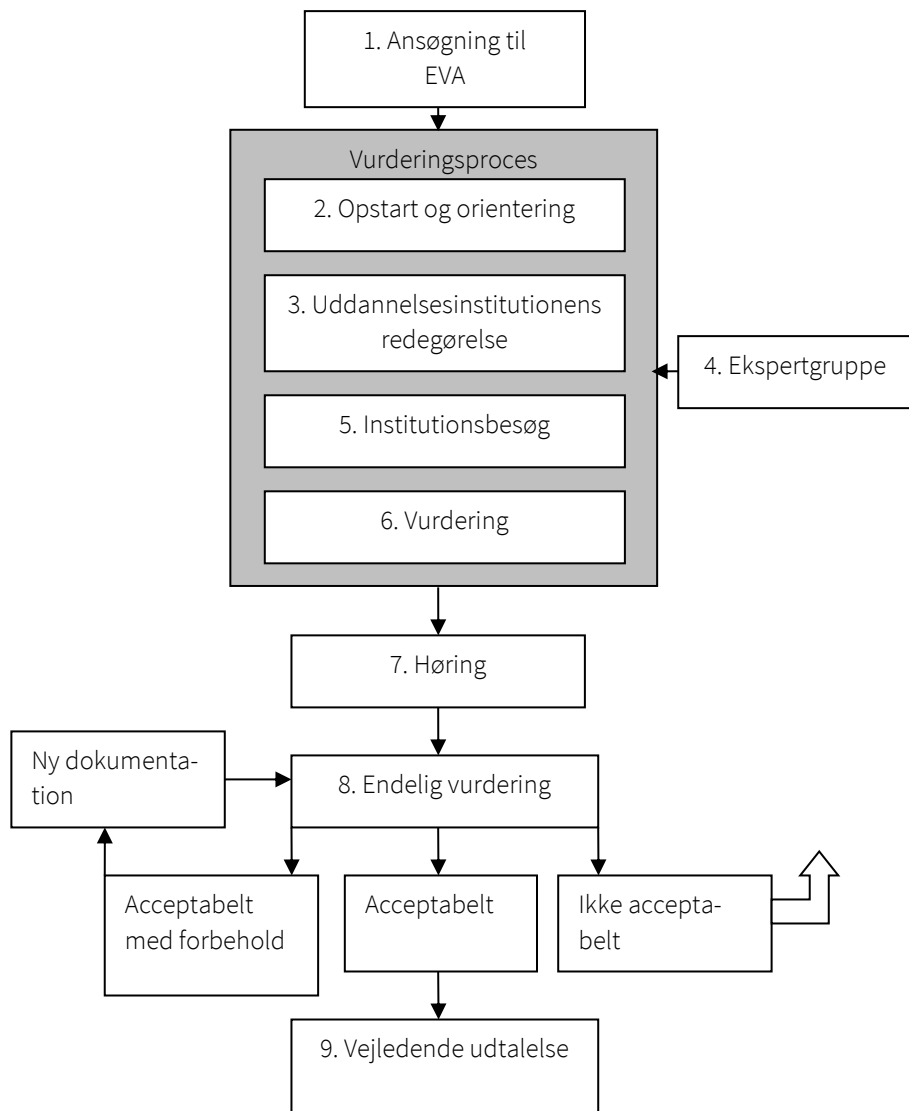 1. Ansøgning til
EVA
Vurderingsproces
2. Opstart og orientering
3. Uddannelsesinstitutionens
redegørelse
4. Ekspertgruppe
5. Institutionsbesøg
6. Vurdering
7. Høring
Ny dokumenta-
tion
8. Endelig vurdering
Acceptabelt
med forbehold
Acceptabelt
Ikke accepta-
belt
9. Vejledende udtalelse